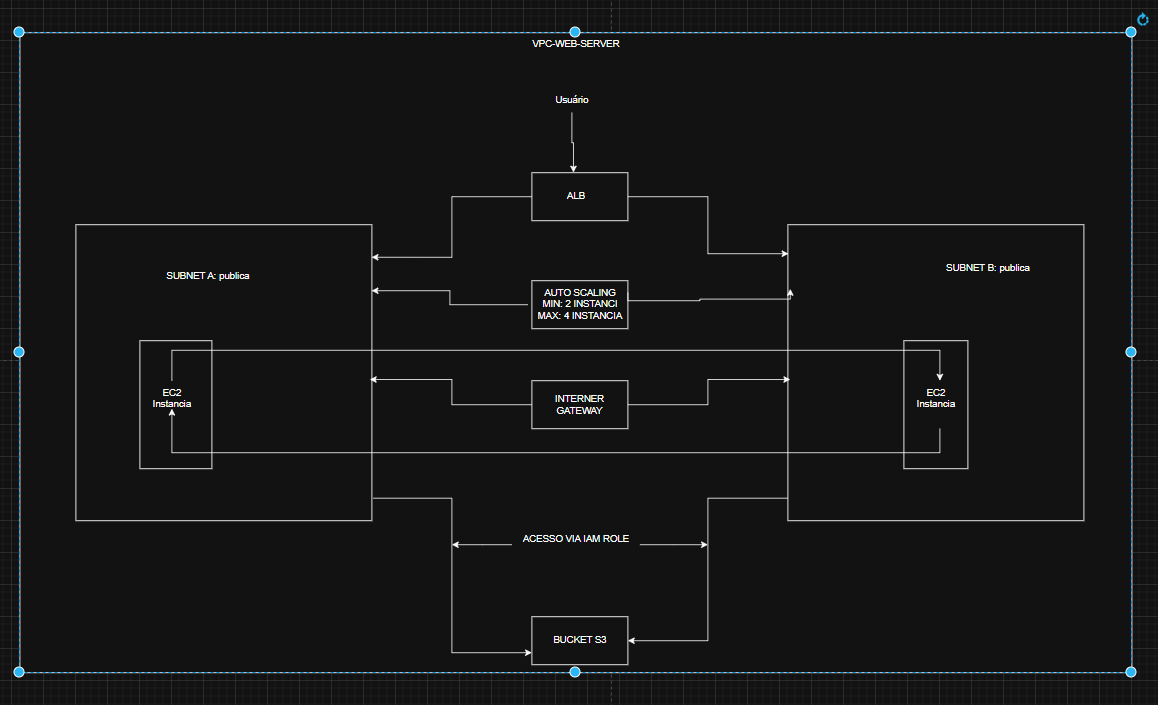 VPC-WEB-SERVER
Usuário
ALB
SUBNET A: publica
SUBNET B: publica
AUTO SCALING
MIN: 2 INSTANCI
MAX: 4 INSTANCIA
EC2
Instancia
INTERNER
GATEWAY
EC2
Instancia
ACESSO VIA IAM ROLE
BUCKET S3